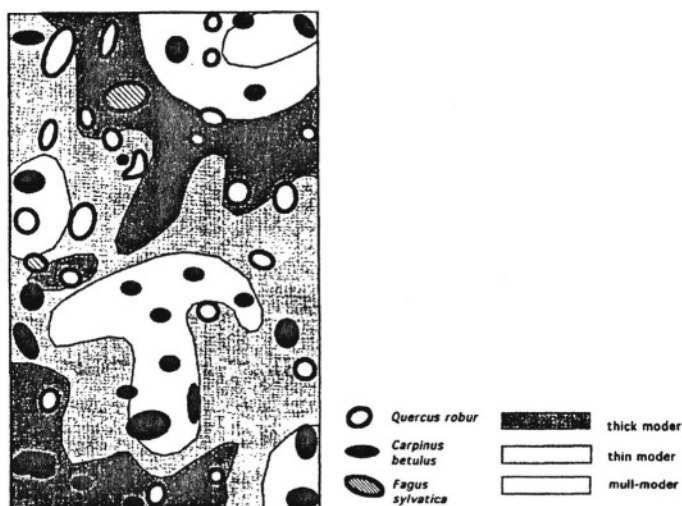 Quercus robur
Carpinus
betulus
Fagus
sylvatica
thick moder
thin moder
mull-moder